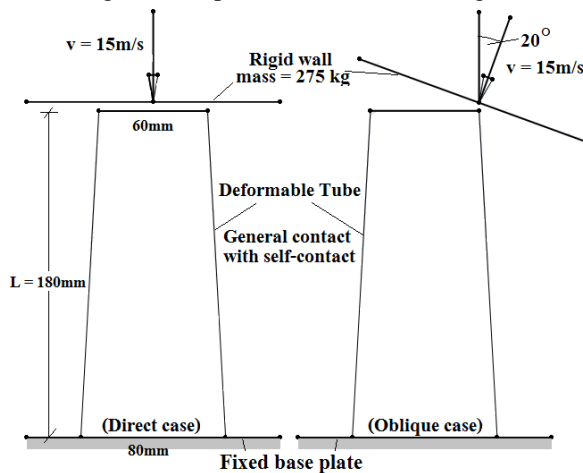 v = 15m/s
20°
v = 15m/s
Rigid wall
mass = 275 kg
60mm
Deformable Tube
General contact
with self-contact
L = 180mm
(Direct case)
(Oblique case)
80mm
Fixed base plate